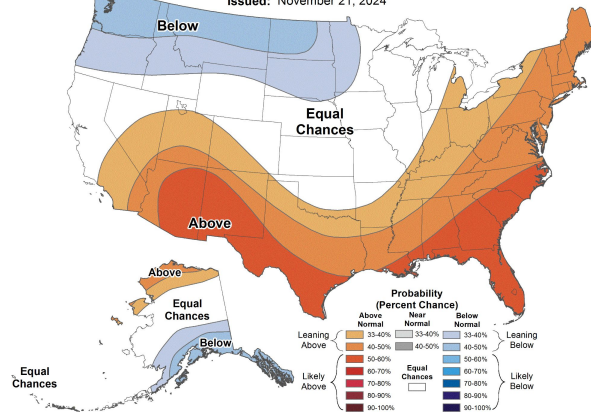 Issued: November 21, 2024
Below
Equal
Chances
Above
Above
Equal
Chances
Below
Equal
Chances
Probability
(Percent Chance)
Above
Normal
Near
Normal
Below
Normal
Leaning
Above
33-40%
40-50%
33-40%
40-50%
33-40%
40-50%
Leaning
Below
Likely
Above
50-60%
60-70%
70-80%
80-90%
90-100%
Equal
Chances
50-60%
60-70%
70-80%
80-90%
90-100%
Likely
Below